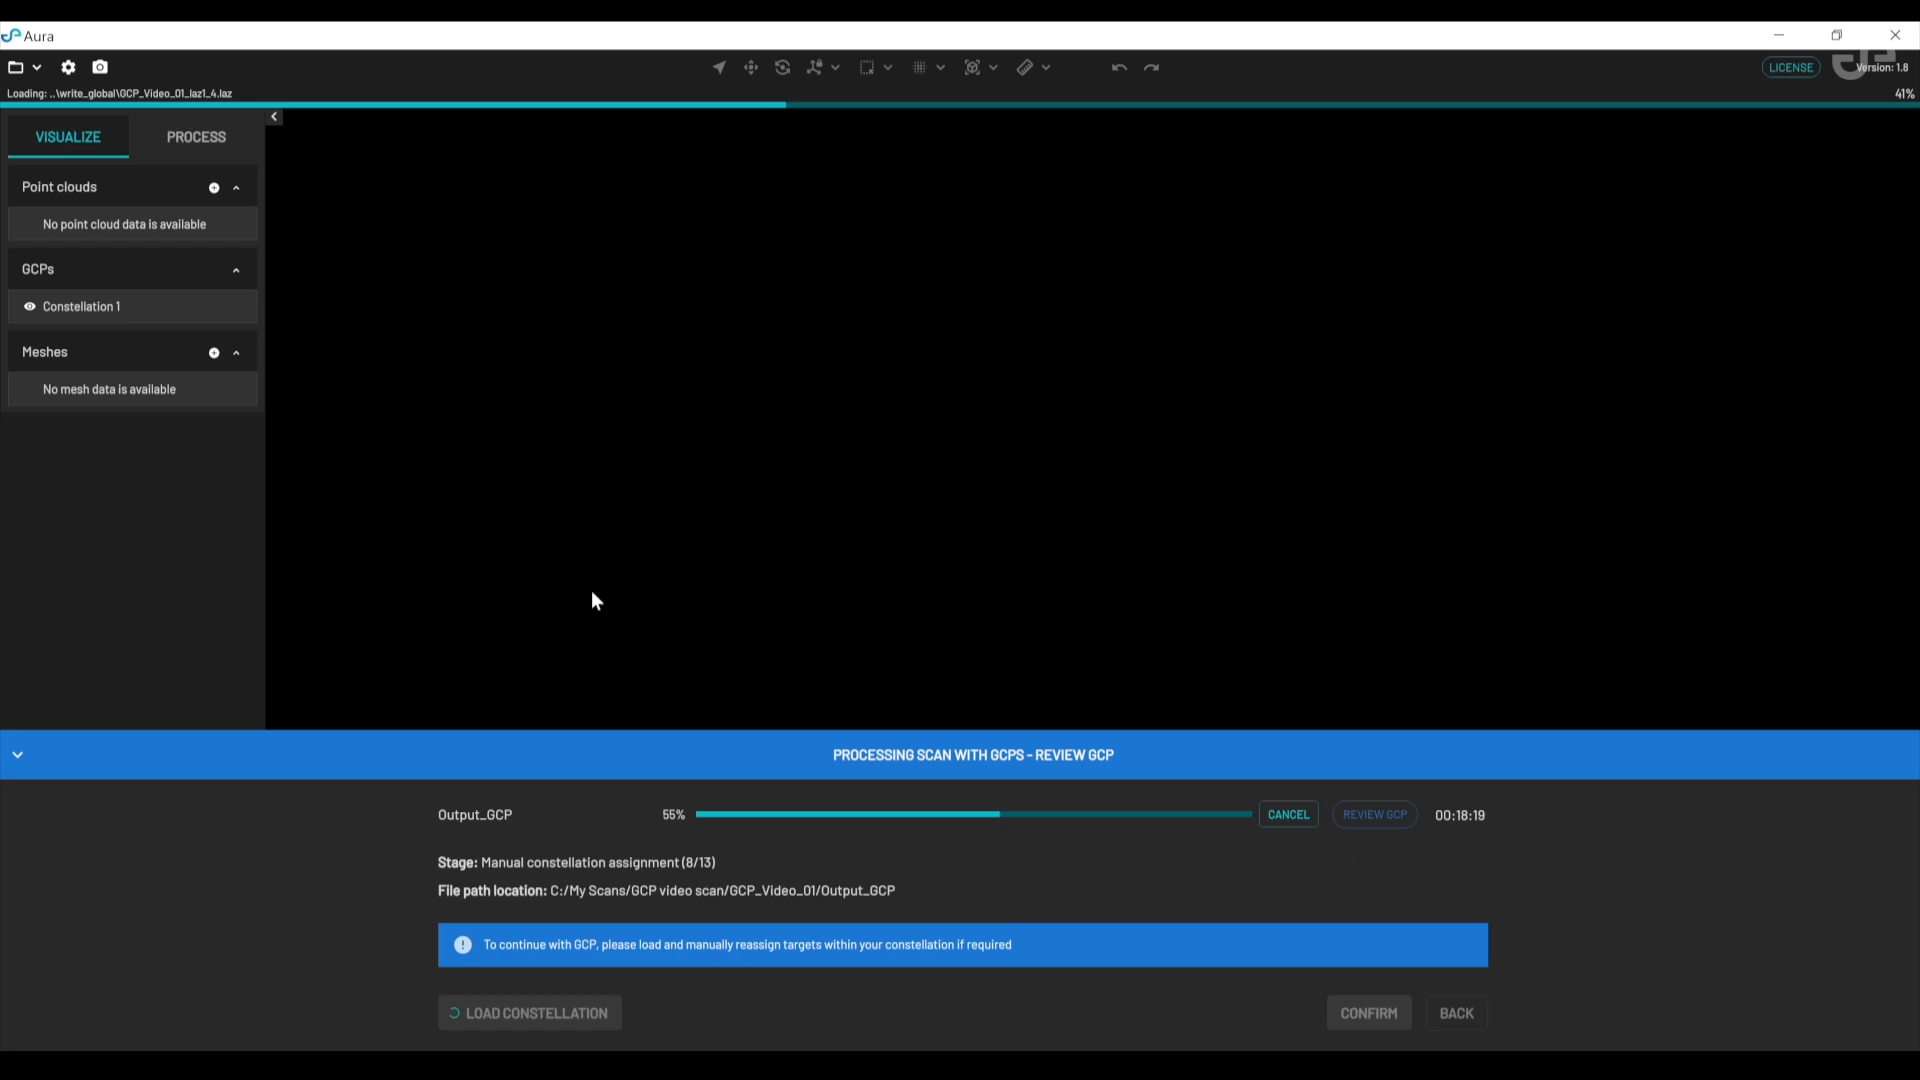 Aura
LICENSE
Version: 1.8
Loading: ..\write_global\GCP_Video_01_laz1_4.laz
41%
VISUALIZE
PROCESS
Point clouds
No point cloud data is available
GCPs
Constellation 1
Meshes
No mesh data is available
PROCESSING SCAN WITH GCPS - REVIEW GCP
Output_GCP
55%
CANCEL
REVIEW GCP
00:18:19
Stage: Manual constellation assignment (8/13)
File path location: C:/My Scans/GCP video scan/GCP_Video_01/Output_GCP
To continue with GCP, please load and manually reassign targets within your constellation if required
LOAD CONSTELLATION
CONFIRM
BACK